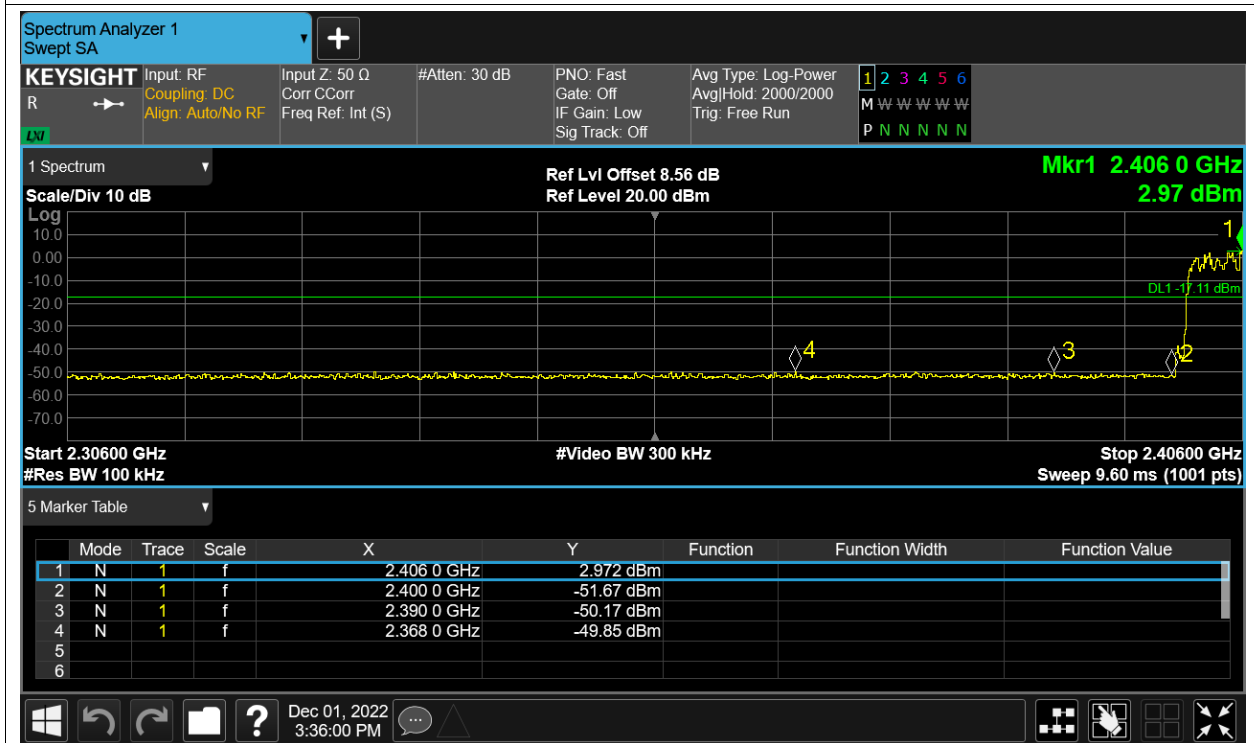 Spectrum Analyzer 1
Swept SA
KEYSIGHT Input: RF Input Z: 50 Ω #Atten: 30 dB PNO: Fast Avg Type: Log-Power 1 2 3 4 5 6
R Coupling: DC Corr CCorr Gate: Off Avg|Hold: 2000/2000 M W W W W W
Align: Auto/No RF Freq Ref: Int (S) IF Gain: Low Trig: Free Run
LXI Sig Track: Off P N N N N N
1 Spectrum Ref Lvl Offset 8.56 dB Mkr1 2.406 0 GHz
Scale/Div 10 dB Ref Level 20.00 dBm 2.97 dBm
Log
10.0 1
0.00
-10.0
DL1 -17.11 dBm
-20.0
-30.0
-40.0 4 3 2
-50.0
-60.0
-70.0
Start 2.30600 GHz #Video BW 300 kHz Stop 2.40600 GHz
#Res BW 100 kHz Sweep 9.60 ms (1001 pts)
5 Marker Table
Mode Trace Scale X Y Function Function Width Function Value
1 N 1 f 2.406 0 GHz 2.972 dBm
2 N 1 f 2.400 0 GHz -51.67 dBm
3 N 1 f 2.390 0 GHz -50.17 dBm
4 N 1 f 2.368 0 GHz -49.85 dBm
5
6
? Dec 01, 2022
3:36:00 PM